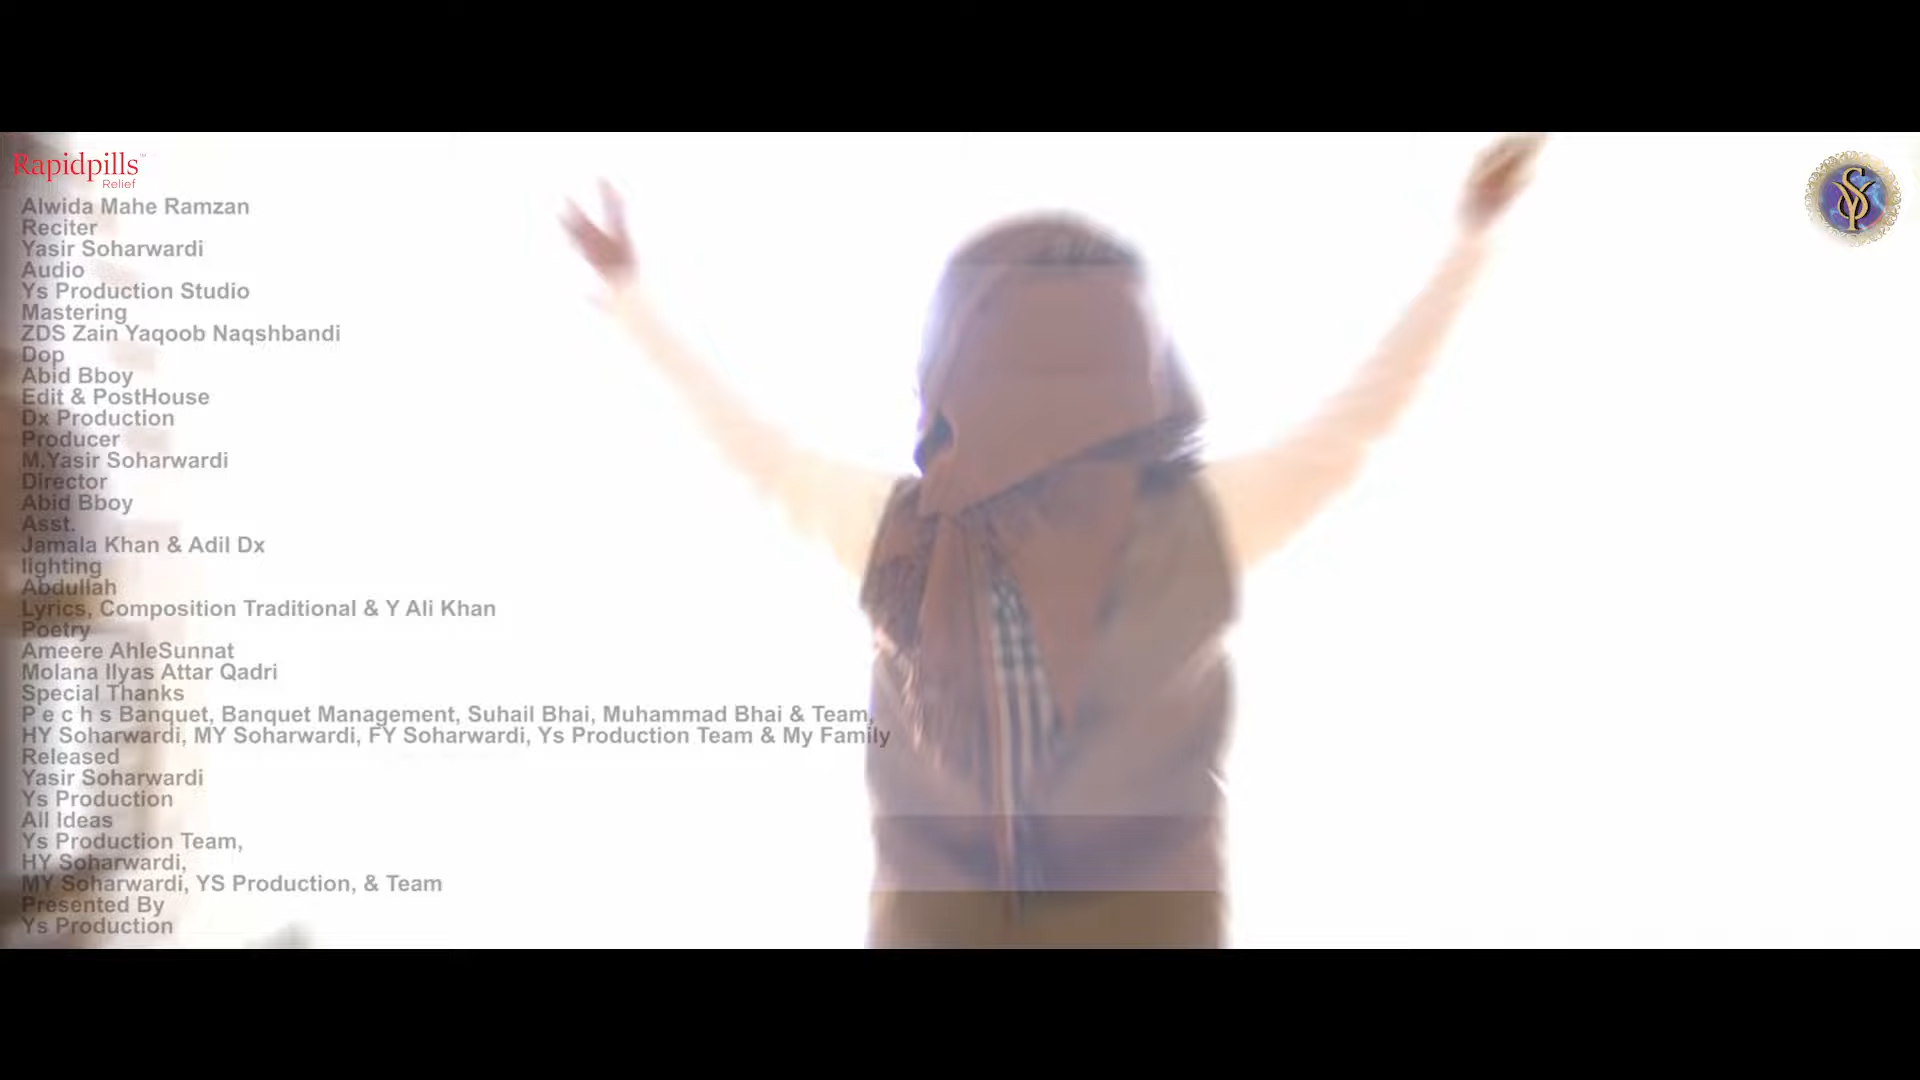 Rapidpills™
Relief
Alwida Mahe Ramzan
Reciter
Yasir Soharwardi
Audio
Ys Production Studio
Mastering
ZDS Zain Yaqoob Naqshbandi
Dop
Abid Bboy
Edit & PostHouse
Dx Production
Producer
M.Yasir Soharwardi
Director
Abid Bboy
Asst.
Jamala Khan & Adil Dx
lighting
Abdullah
Lyrics, Composition Traditional & Y Ali Khan
Poetry
Ameere AhleSunnat
Molana Ilyas Attar Qadri
Special Thanks
P e c h s Banquet, Banquet Management, Suhail Bhai, Muhammad Bhai & Team,
HY Soharwardi, MY Soharwardi, FY Soharwardi, Ys Production Team & My Family
Released
Yasir Soharwardi
Ys Production
All Ideas
Ys Production Team,
HY Soharwardi,
MY Soharwardi, YS Production, & Team
Presented By
Ys Production
SY